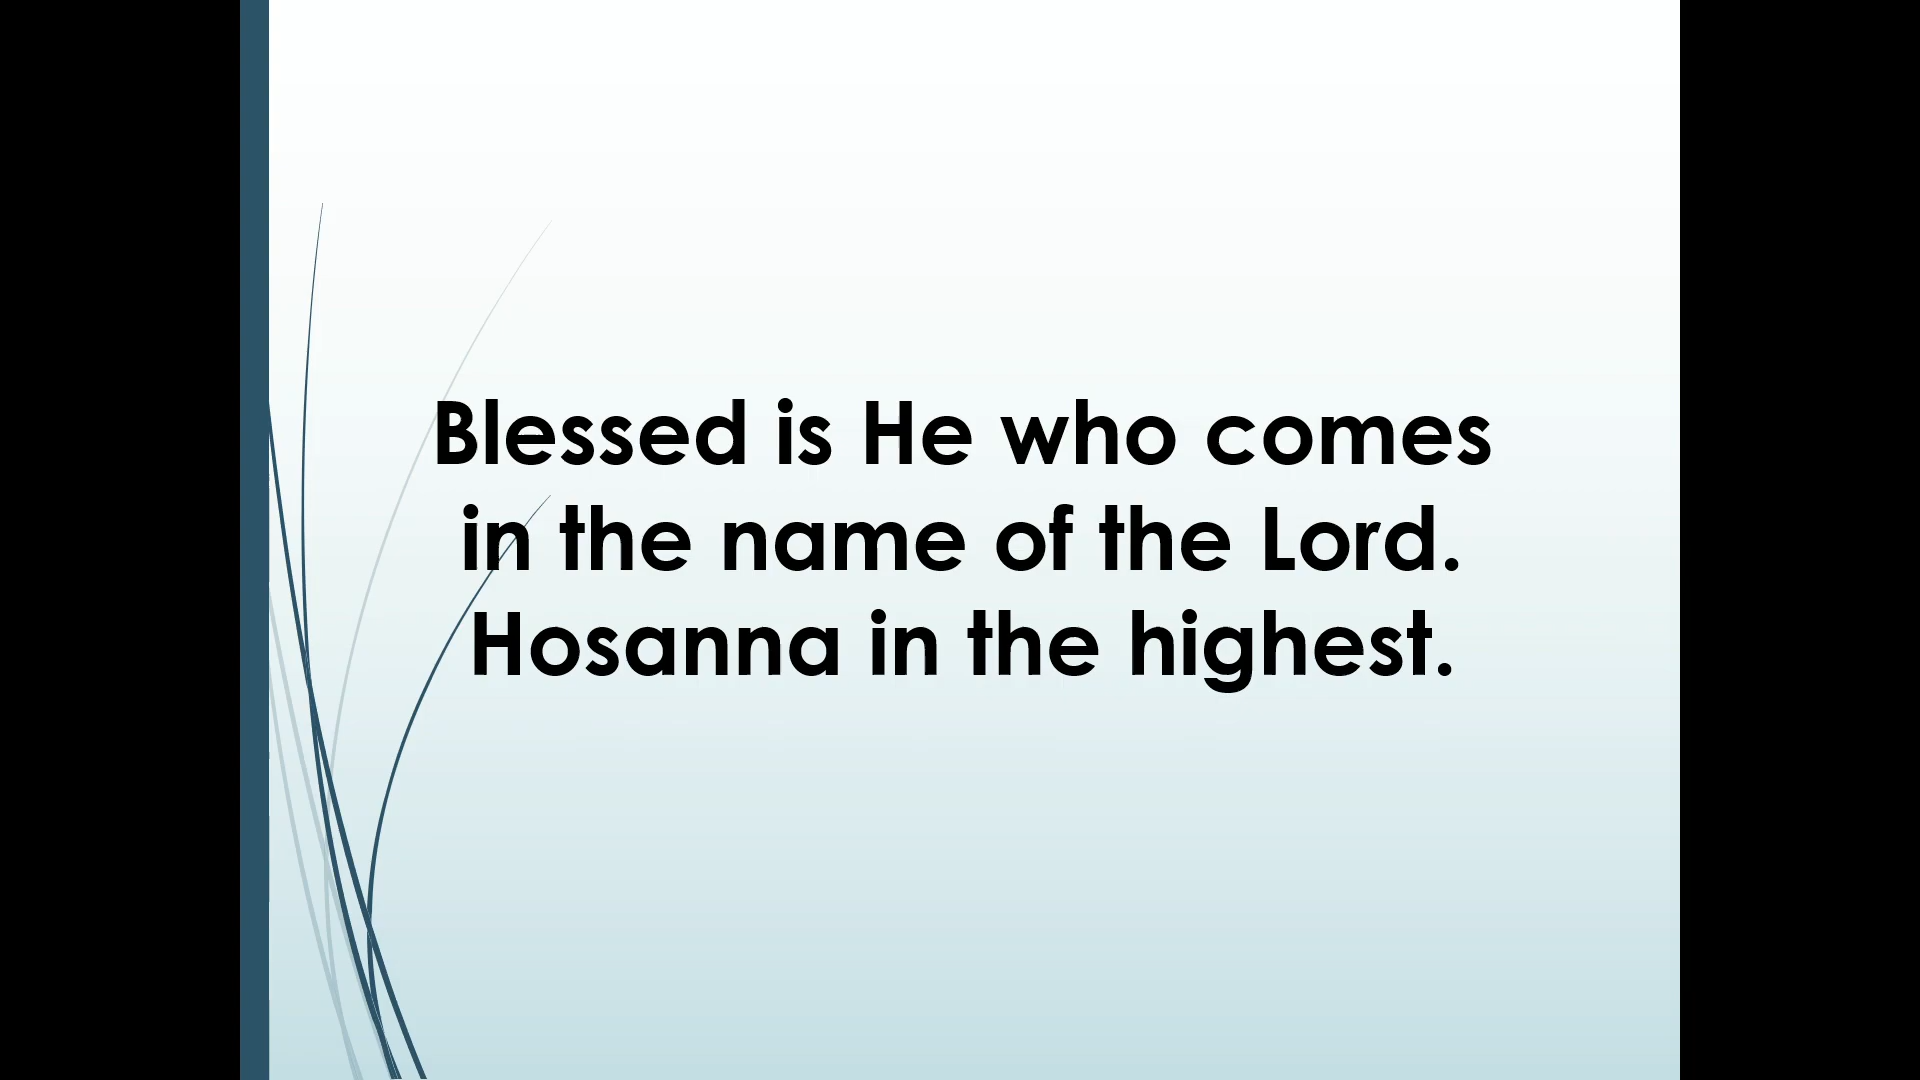 Blessed is He who comes
in the name of the Lord.
Hosanna in the highest.